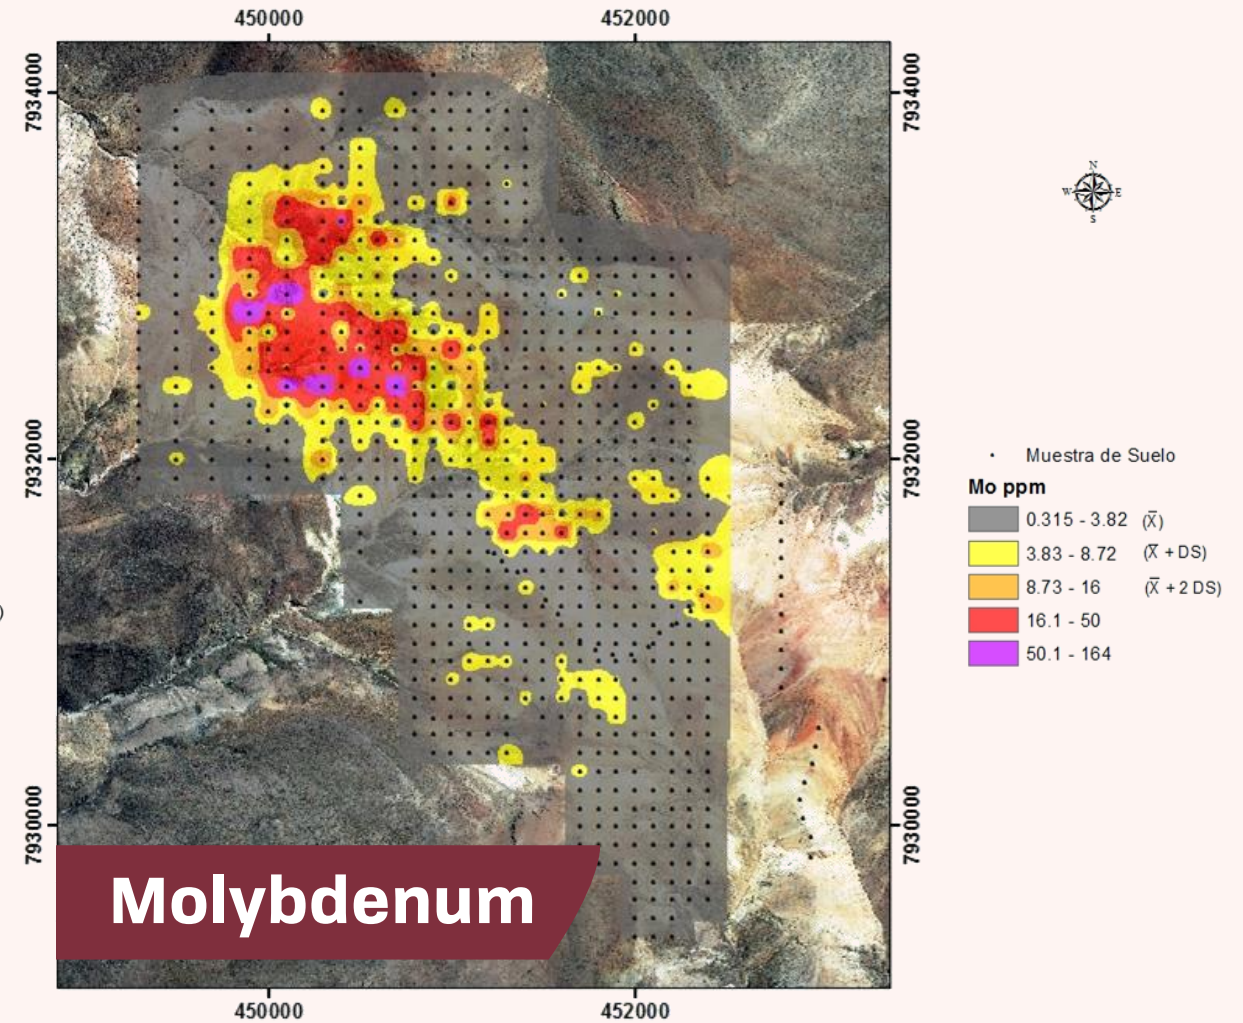 450000
452000
7934000
7934000
N
W
E
S
7932000
7932000
Muestra de Suelo
Mo ppm
0.315 - 3.82 (X̅)
3.83 - 8.72 (X̅ + DS)
8.73 - 16 (X̅ + 2 DS)
)
16.1 - 50
50.1 - 164
7930000
7930000
Molybdenum
450000
452000